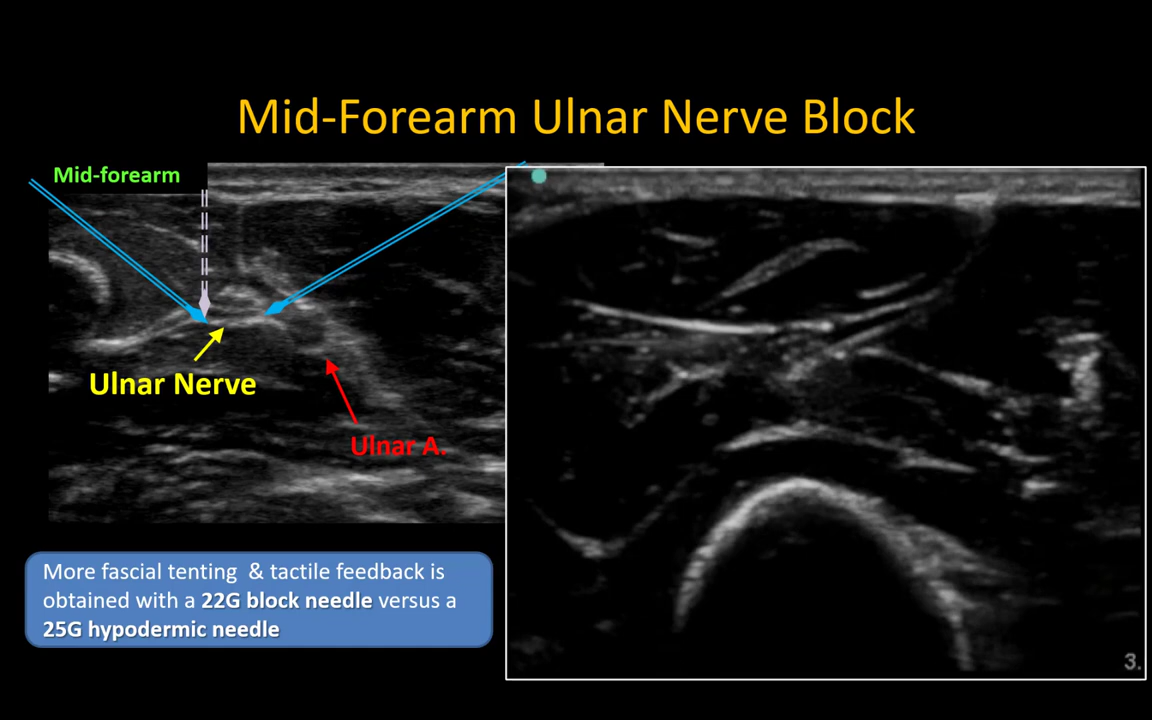 Mid-Forearm Ulnar Nerve Block
Mid-forearm
Ulnar Nerve
Ulnar A.
More fascial tenting & tactile feedback is
obtained with a 22G block needle versus a
25G hypodermic needle
3.